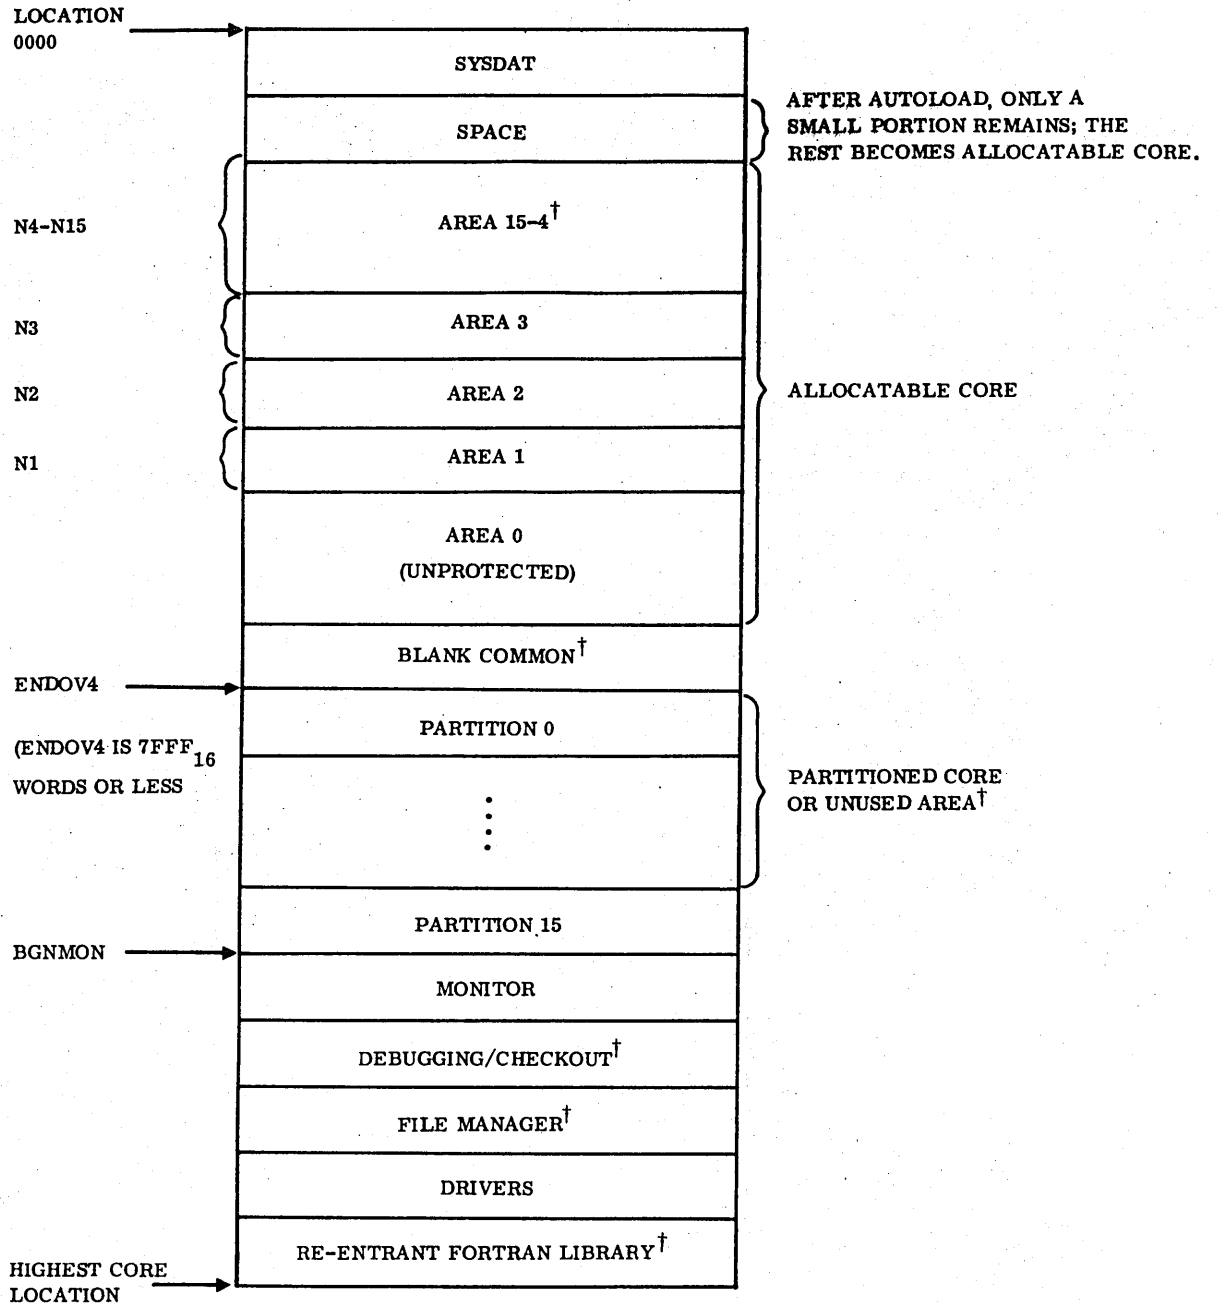 LOCATION
0000
SYSDAT
SPACE
AFTER AUTOLOAD, ONLY A
SMALL PORTION REMAINS; THE
REST BECOMES ALLOCATABLE CORE.
N4-N15
AREA 15-4†
N3
AREA 3
N2
AREA 2
ALLOCATABLE CORE
N1
AREA 1
AREA 0
(UNPROTECTED)
BLANK COMMON†
ENDOV4
PARTITION 0
(ENDOV4 IS 7FFF16
WORDS OR LESS
PARTITIONED CORE
OR UNUSED AREA†
PARTITION 15
BGNMON
MONITOR
DEBUGGING/CHECKOUT†
FILE MANAGER†
DRIVERS
RE-ENTRANT FORTRAN LIBRARY†
HIGHEST CORE
LOCATION